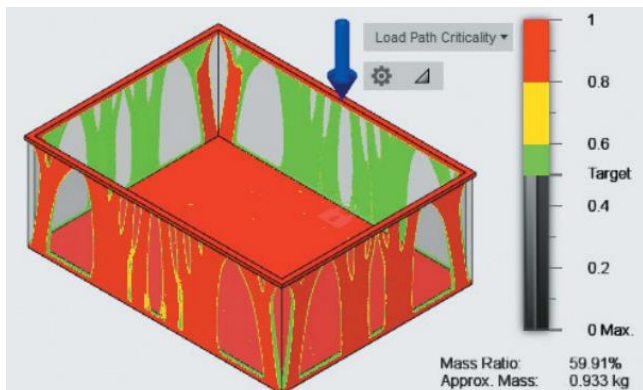 Load Path Criticality
1
0.8
0.6
Target
0.4
0.2
0 Max.
Mass Ratio: 59.91%
Approx. Mass: 0.933 kg